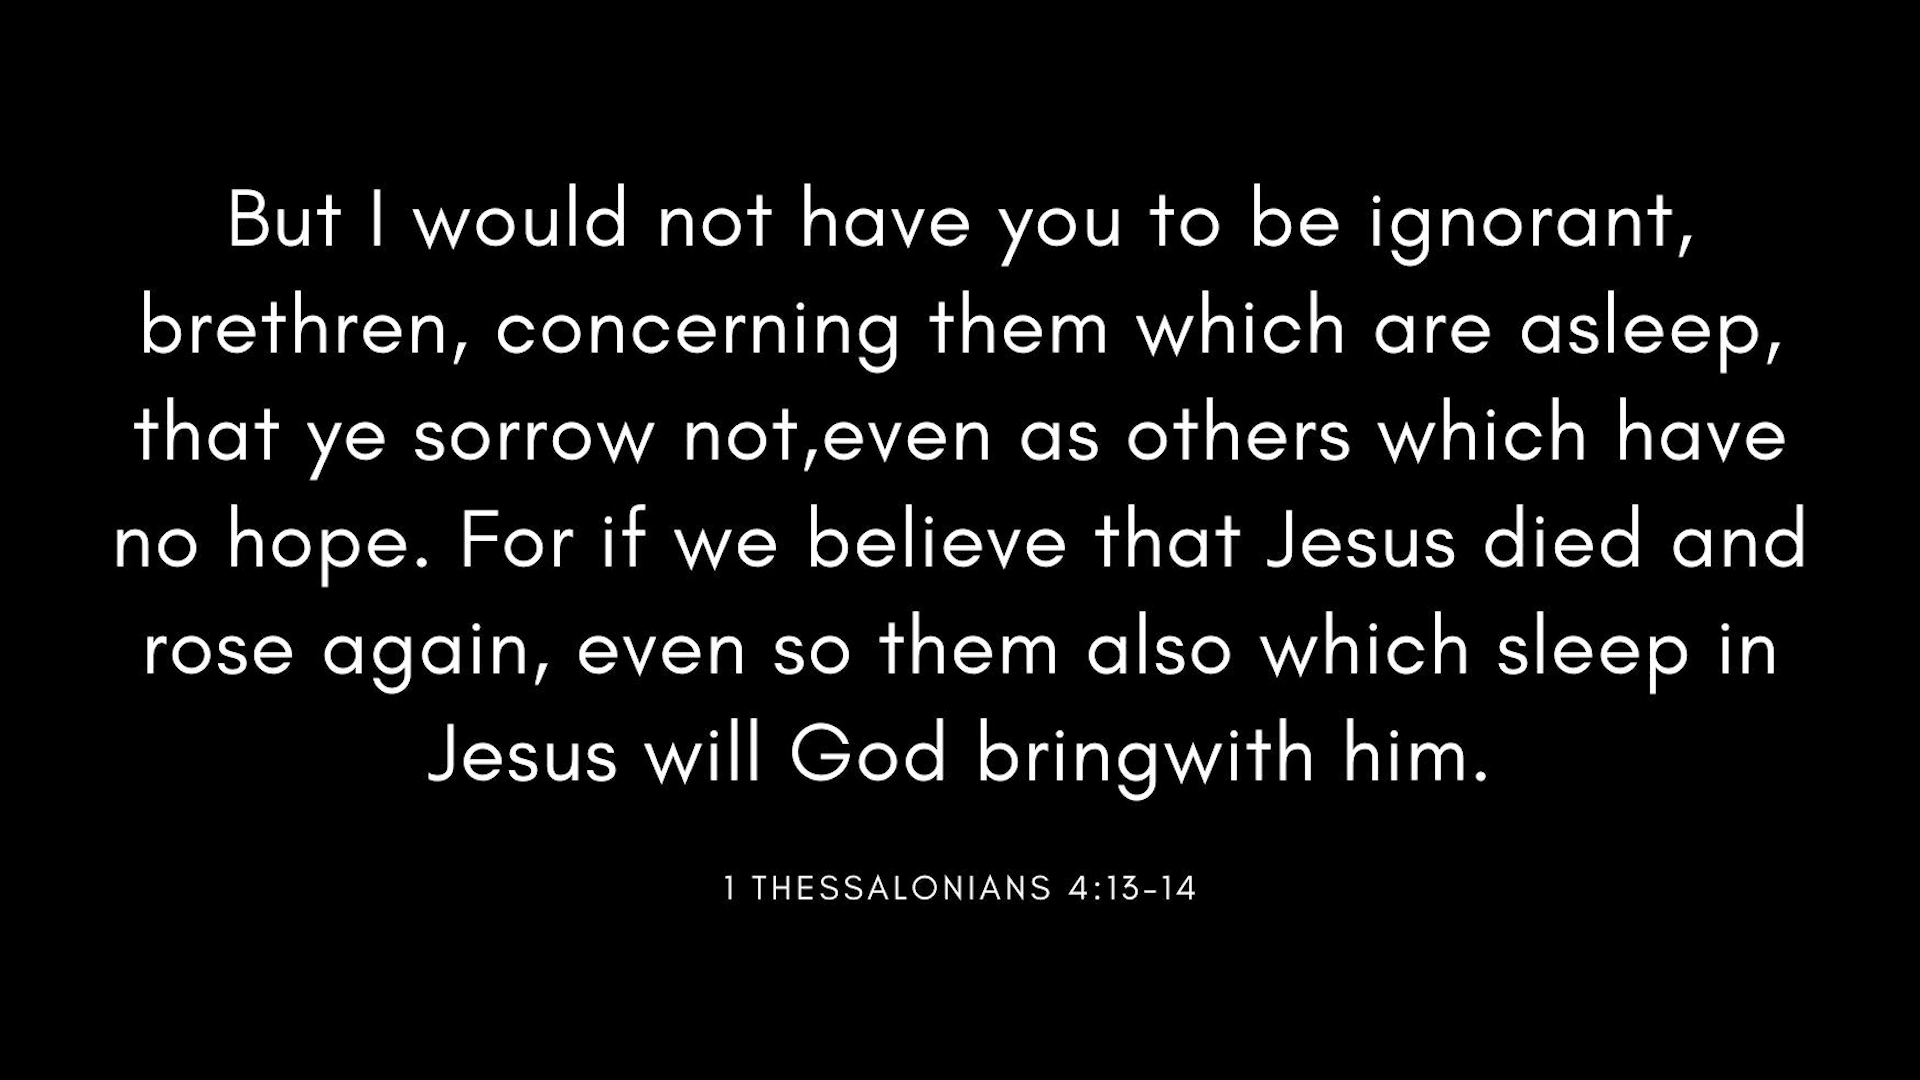 But I would not have you to be ignorant,
brethren, concerning them which are asleep,
that ye sorrow not,even as others which have
no hope. For if we believe that Jesus died and
rose again, even so them also which sleep in
Jesus will God bringwith him.
1 THESSALONIANS 4:13-14